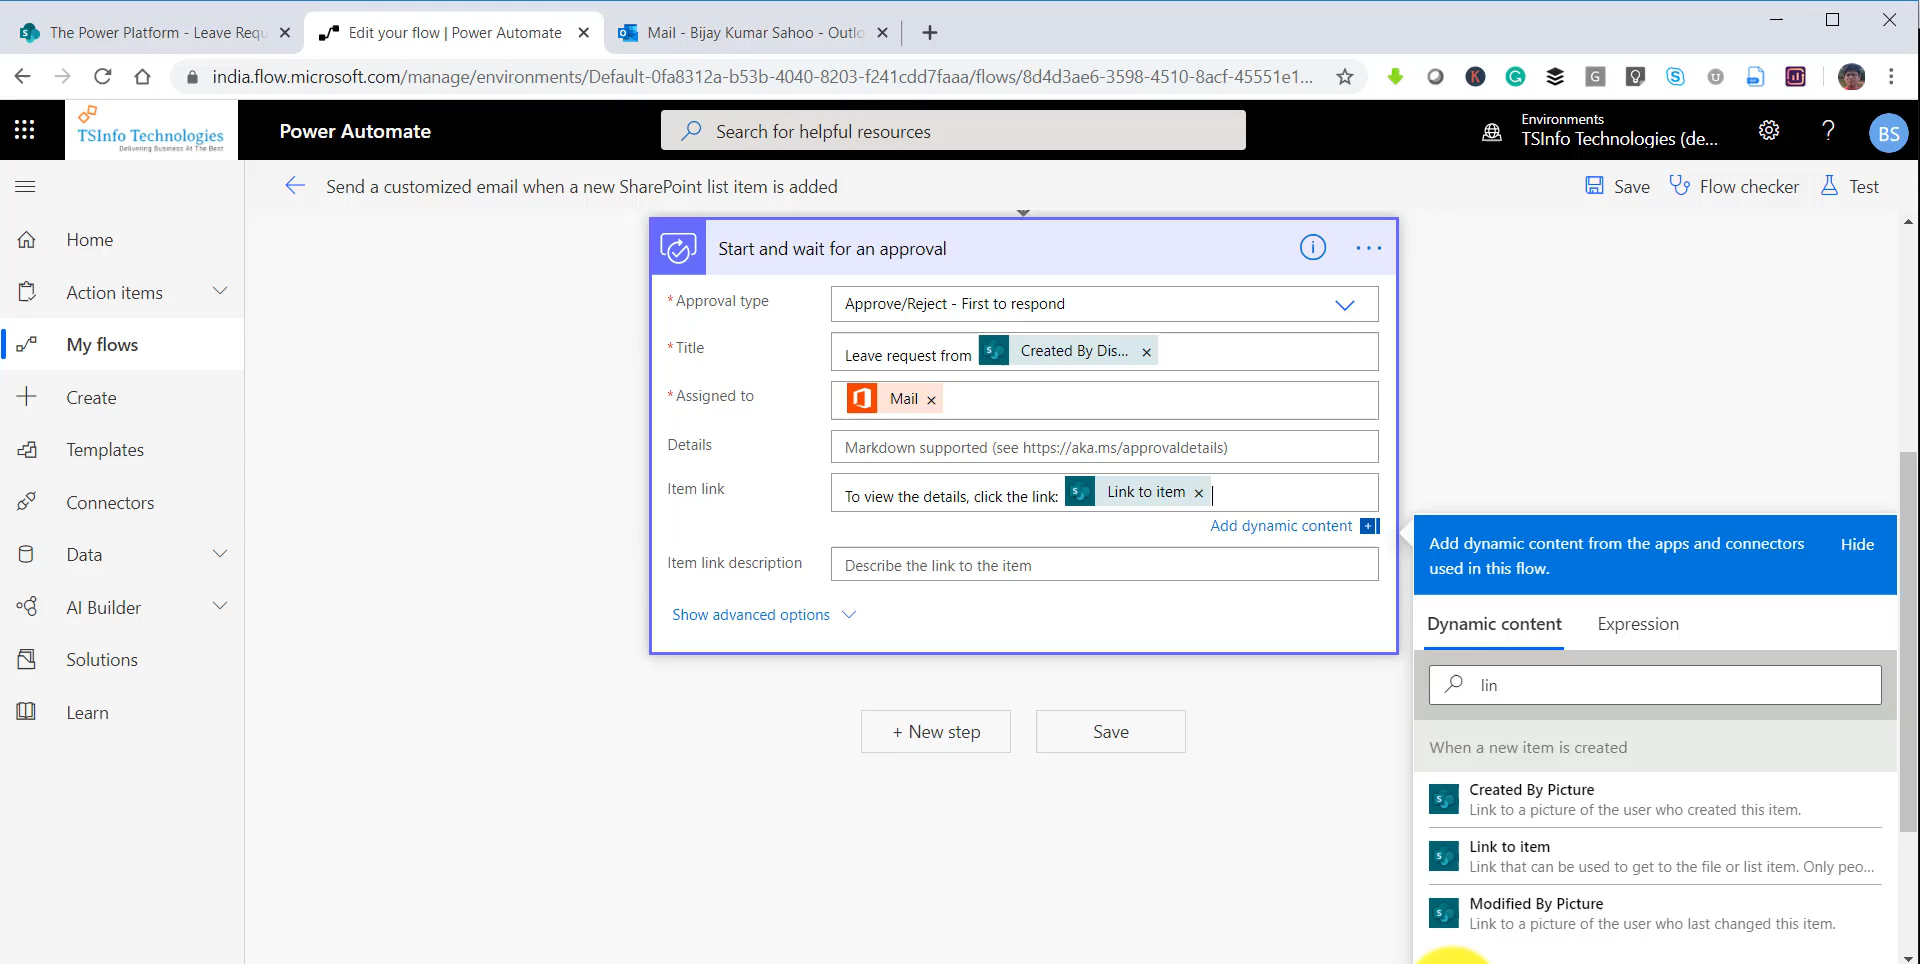 The Power Platform - Leave Requ
Edit your flow | Power Automate
Mail - Bijay Kumar Sahoo - Outlo
india.flow.microsoft.com/manage/environments/Default-0fa8312a-b53b-4040-8203-f241cdd7faaa/flows/8d4d3ae6-3598-4510-8acf-45551e1...
TSInfo Technologies
Delivering Business At The Best
Power Automate
Search for helpful resources
Environments
TSInfo Technologies (de...
?
BS
Send a customized email when a new SharePoint list item is added
Save
Flow checker
Test
Home
Action items
My flows
Create
Templates
Connectors
Data
AI Builder
Solutions
Learn
Start and wait for an approval
* Approval type
Approve/Reject - First to respond
* Title
Leave request from Created By Dis... ×
* Assigned to
Mail ×
Details
Markdown supported (see https://aka.ms/approvaldetails)
Item link
To view the details, click the link: Link to item ×
Add dynamic content
Item link description
Describe the link to the item
Show advanced options
+ New step
Save
Add dynamic content from the apps and connectors
used in this flow.
Hide
Dynamic content
Expression
lin
When a new item is created
Created By Picture
Link to a picture of the user who created this item.
Link to item
Link that can be used to get to the file or list item. Only peo...
Modified By Picture
Link to a picture of the user who last changed this item.